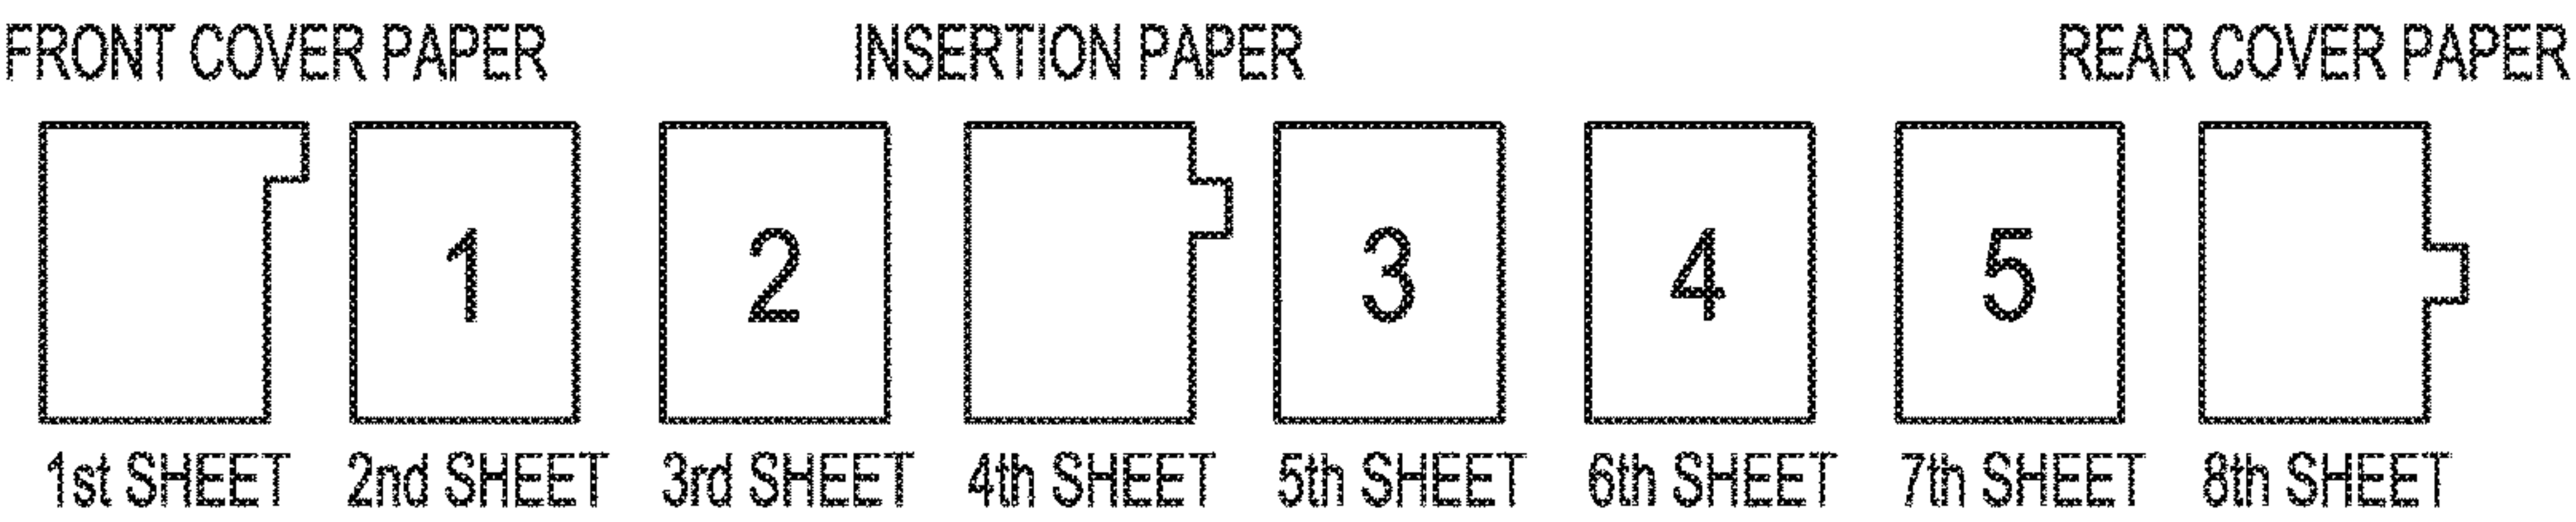 FRONT COVER PAPER INSERTION PAPER REAR COVER PAPER
1 2 3 4 5
1st SHEET 2nd SHEET 3rd SHEET 4th SHEET 5th SHEET 6th SHEET 7th SHEET 8th SHEET